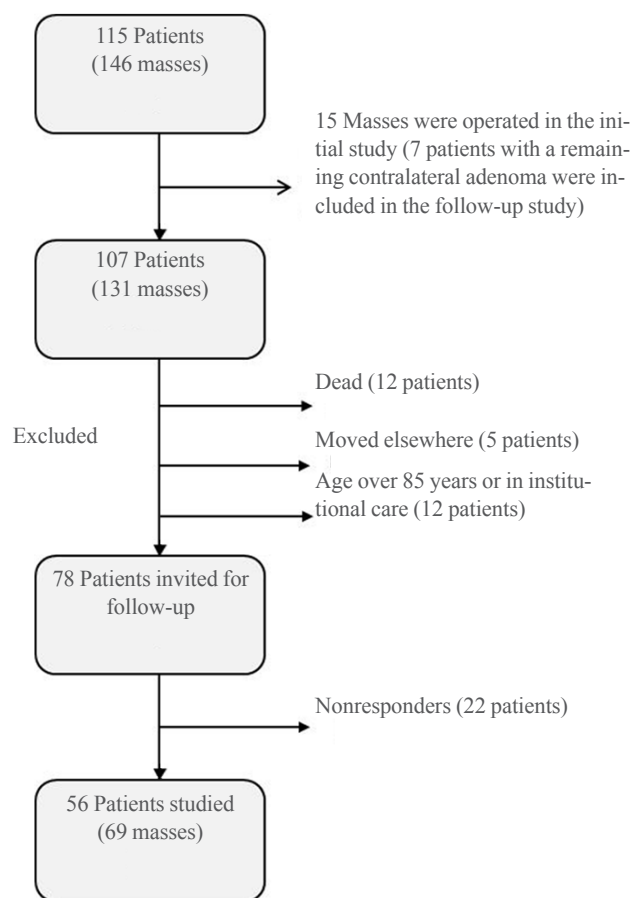 115 Patients
(146 masses)
15 Masses were operated in the ini-
tial study (7 patients with a remain-
ing contralateral adenoma were in-
cluded in the follow-up study)
107 Patients
(131 masses)
Dead (12 patients)
Excluded
Moved elsewhere (5 patients)
Age over 85 years or in institu-
tional care (12 patients)
78 Patients invited for
follow-up
Nonresponders (22 patients)
56 Patients studied
(69 masses)